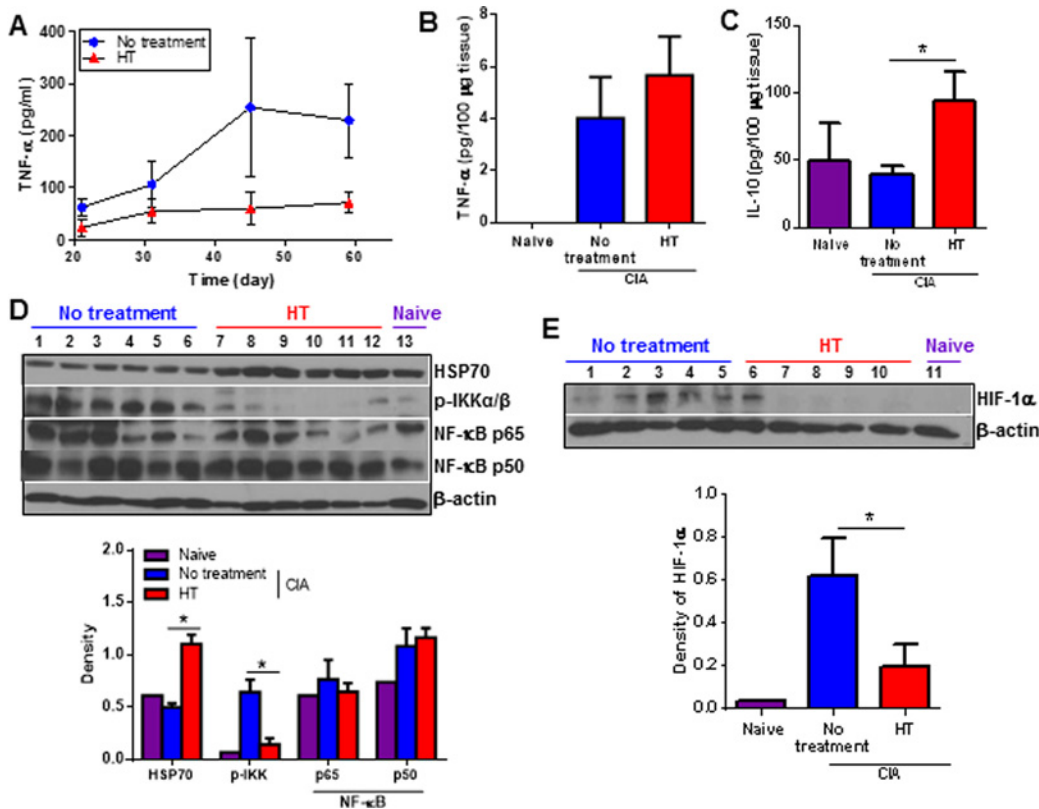 A
No treatment
HT
TNF-α (pg/ml)
400
300
200
100
0
20 30 40 50 60
Time (day)
B
TNF-α (pg/100 μg tissue)
8
6
4
2
0
Naive No treatment HT
CIA
C
*
IL-10 (pg/100 μg tissue)
150
100
50
0
Naive No treatment HT
CIA
D
No treatment HT Naive
1 2 3 4 5 6 7 8 9 10 11 12 13
HSP70
p-IKKα/β
NF-κB p65
NF-κB p50
β-actin
Naive
No treatment
HT
CIA
Density
2.0
1.5
1.0
0.5
0.0
*
*
HSP70 p-IKK p65 p50
NF-κB
E
No treatment HT Naive
1 2 3 4 5 6 7 8 9 10 11
HIF-1α
β-actin
Density of HIF-1α
1.0
0.8
0.6
0.4
0.2
0.0
*
Naive No treatment HT
CIA